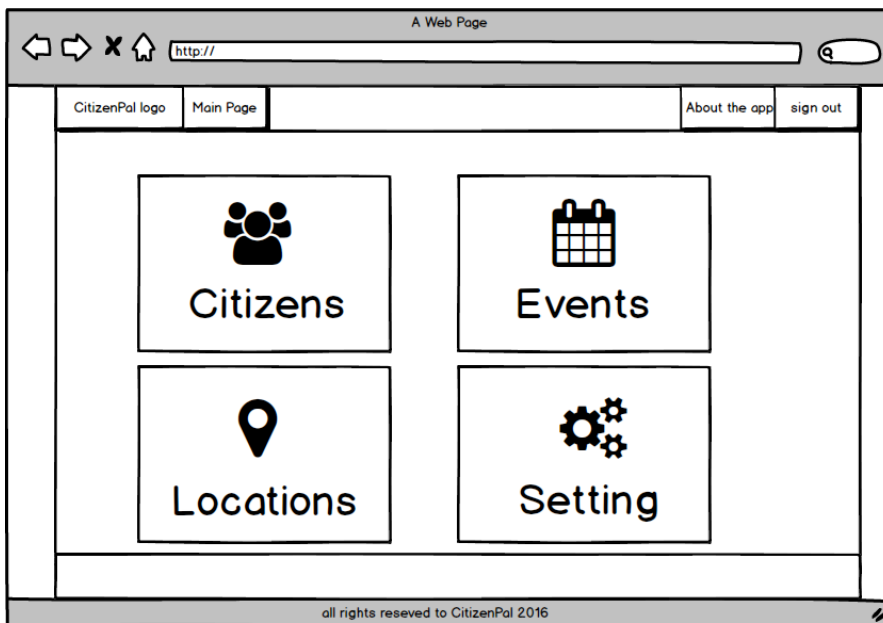 A Web Page
http://
CitizenPal logo Main Page About the app sign out
Citizens Events
Locations Setting
all rights reseved to CitizenPal 2016